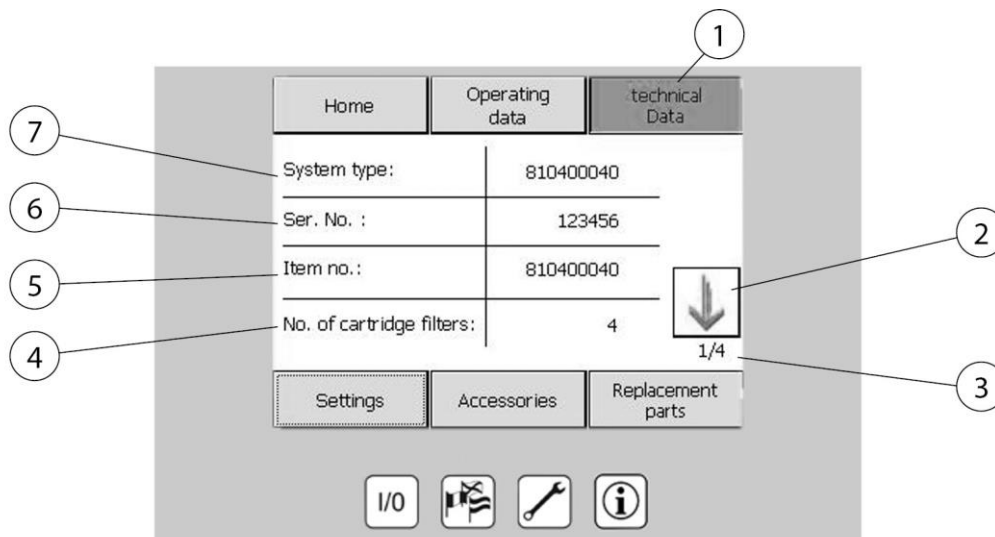 1
Home
Operating
data
technical
Data
7
System type:
810400040
6
Ser. No. :
123456
2
5
Item no.:
810400040
4
No. of cartridge filters:
4
1/4
3
Settings
Accessories
Replacement
parts
I/0
i